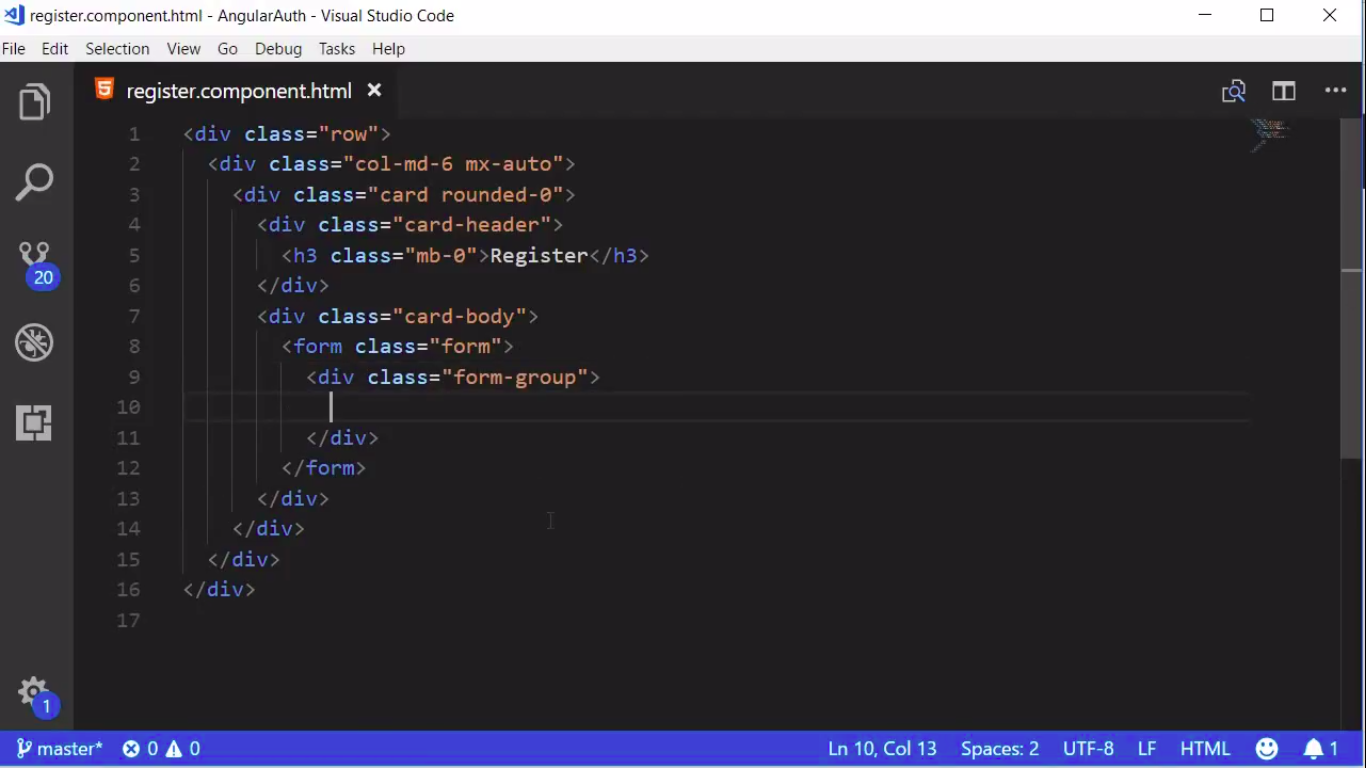 register.component.html - AngularAuth - Visual Studio Code
File Edit Selection View Go Debug Tasks Help
register.component.html
1 <div class="row">
2 <div class="col-md-6 mx-auto">
3 <div class="card rounded-0">
4 <div class="card-header">
5 <h3 class="mb-0">Register</h3>
6 </div>
7 <div class="card-body">
8 <form class="form">
9 <div class="form-group">
10
11 </div>
12 </form>
13 </div>
14 </div>
15 </div>
16 </div>
17
20
1
master* 0 0 Ln 10, Col 13 Spaces: 2 UTF-8 LF HTML 1